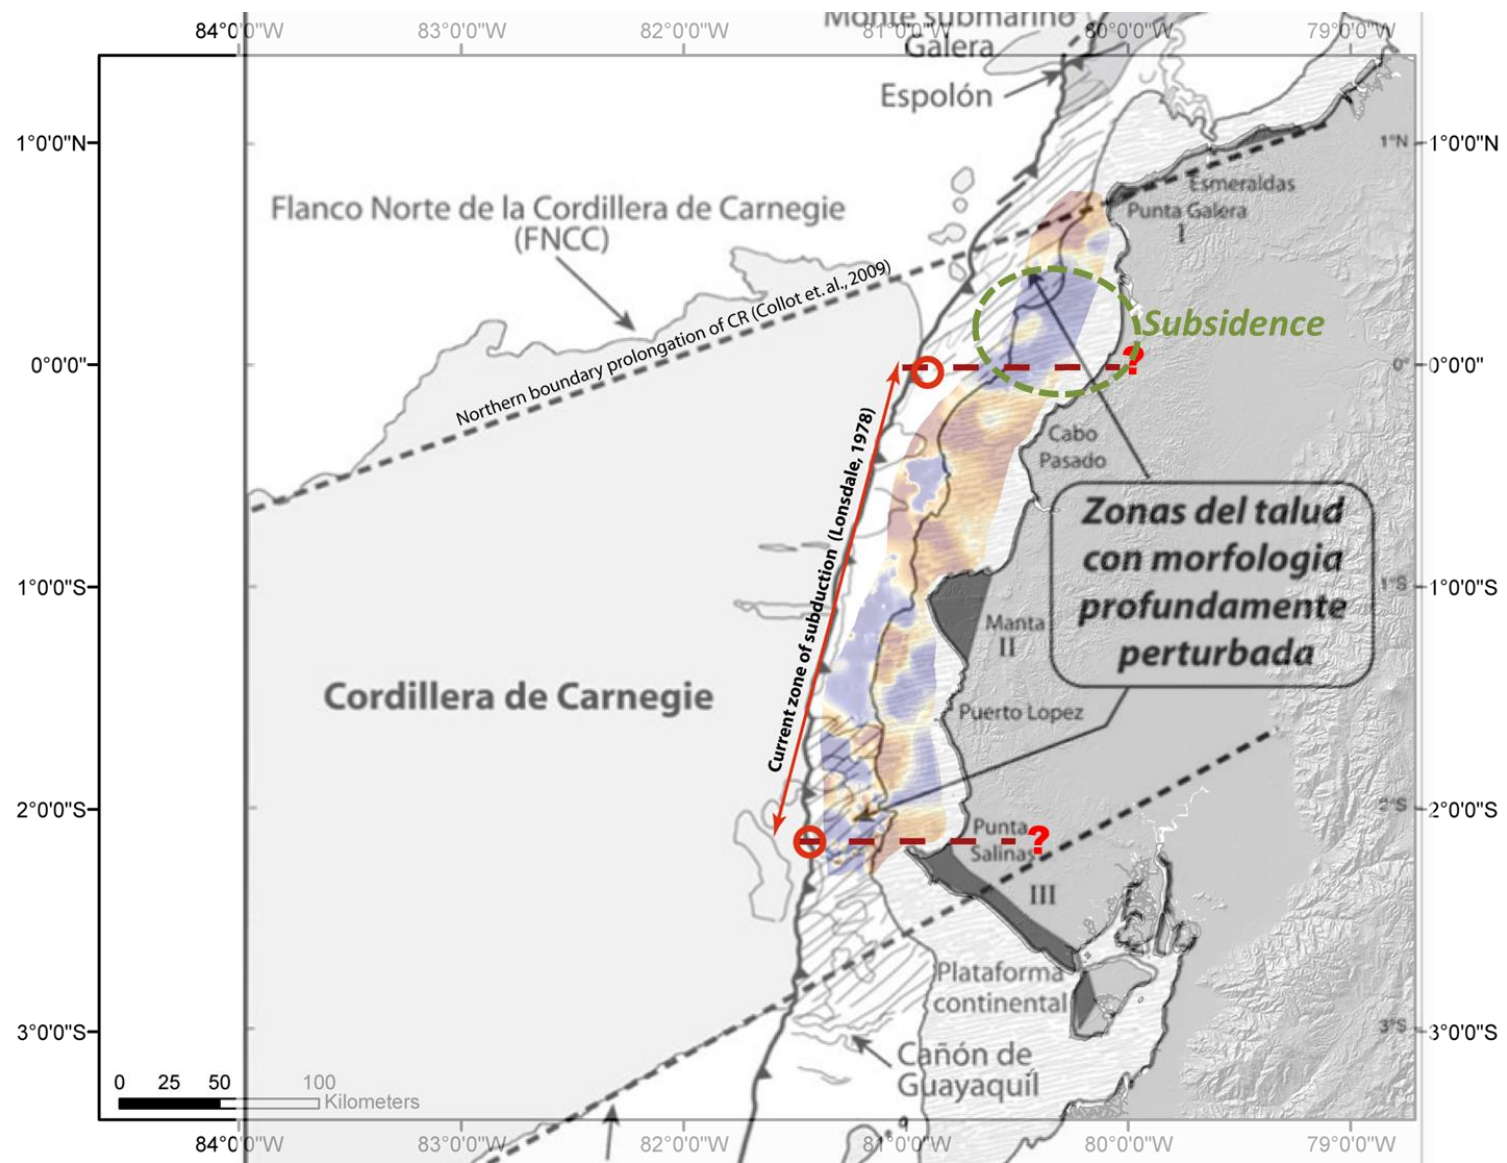 84°0'0"W
83°0'0"W
82°0'0"W
81°0'0"W
80°0'0"W
79°0'0"W
Monte submarino
Galera
Espolón
1°0'0"N
1°N
1°0'0"N
Esmeraldas
Flanco Norte de la Cordillera de Carnegie
(FNCC)
Punta Galera
I
Northern boundary prolongation of CR (Collot et.al., 2009)
Subsidence
0°0'0"
?
0°
0°0'0"
Current zone of subduction (Lonsdale, 1978)
Cabo
Pasado
Zonas del talud
con morfologia
profundamente
perturbada
1°0'0"S
1°S
1°0'0"S
Manta
II
Cordillera de Carnegie
Puerto Lopez
2°0'0"S
2°S
2°0'0"S
Punta
Salinas
?
III
Plataforma
continental
3°0'0"S
3°S
3°0'0"S
Cañón de
Guayaquil
0 25 50 100
Kilometers
84°0'0"W
83°0'0"W
82°0'0"W
81°0'0"W
80°0'0"W
79°0'0"W